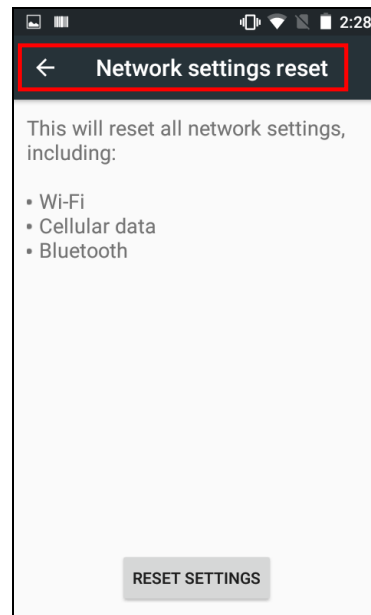 2:28
Network settings reset
This will reset all network settings,
including:
• Wi-Fi
• Cellular data
• Bluetooth
RESET SETTINGS